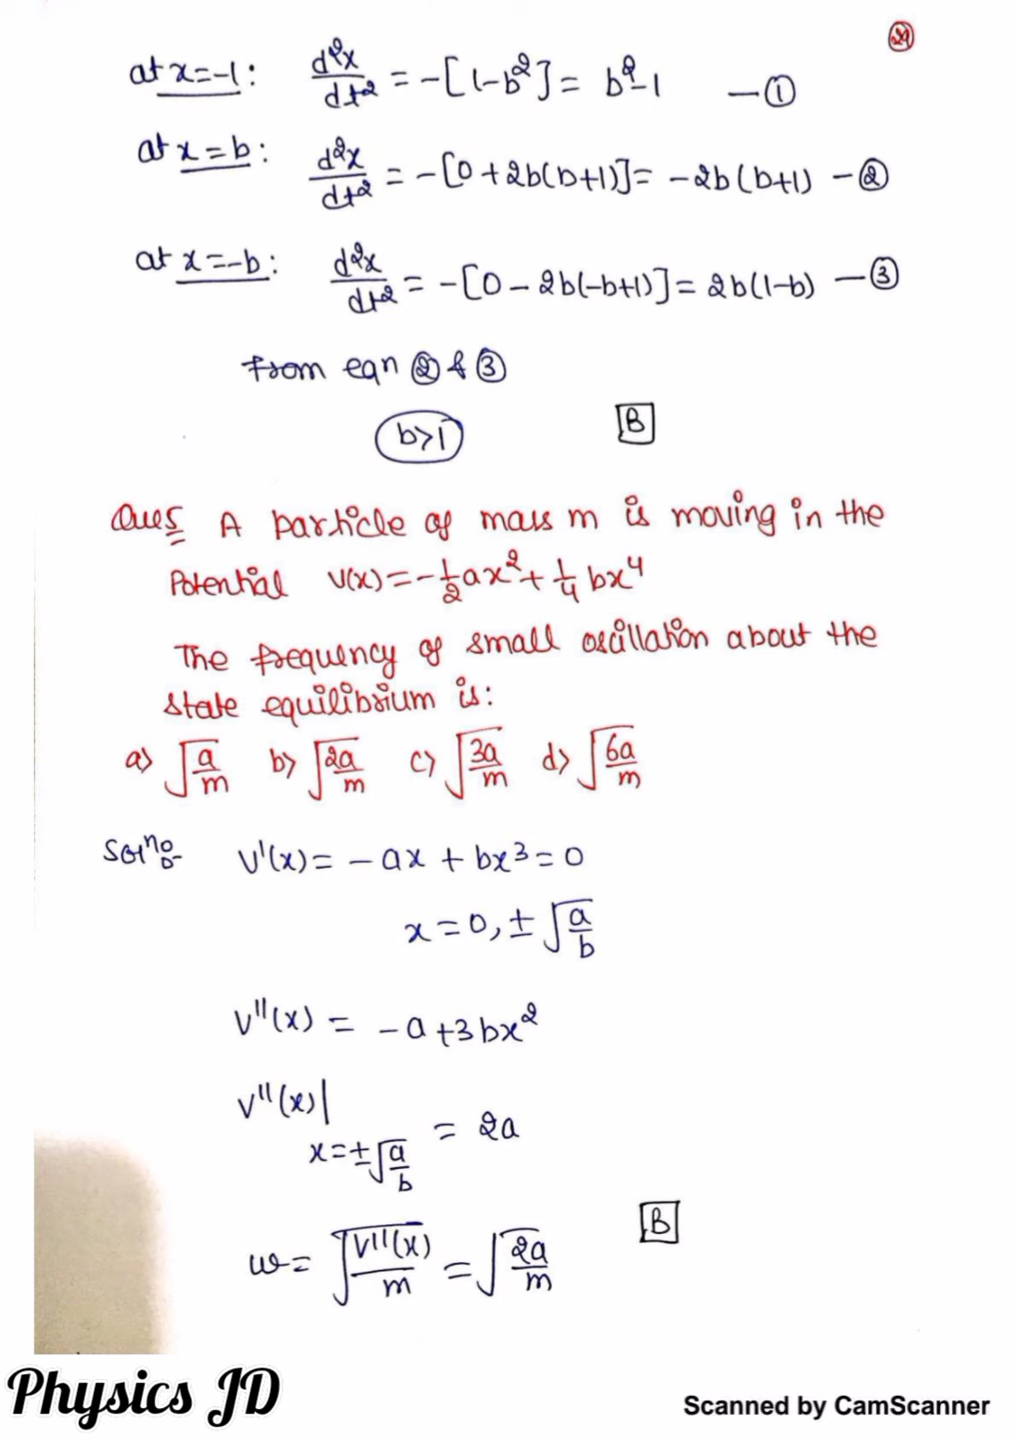 at x=-1: d²x/dt² = -[1-b²] = b²-1 —①
at x=b: d²x/dt² = -[0+2b(b+1)] = -2b(b+1) —②
at x=-b: d²x/dt² = -[0-2b(-b+1)] = 2b(1-b) —③
from eqn ② & ③
b>1 B
Ques A particle of mass m is moving in the
Potential V(x)=-½ax²+¼bx⁴
The frequency of small oscillation about the
state equilibrium is:
a) √(a/m) b) √(2a/m) c) √(3a/m) d) √(6a/m)
Solⁿ:- V'(x) = -ax + bx³ = 0
x=0, ±√(a/b)
V''(x) = -a+3bx²
V''(x)| x=±√(a/b) = 2a
ω = √(V''(x)/m) = √(2a/m) B
Physics JD
Scanned by CamScanner